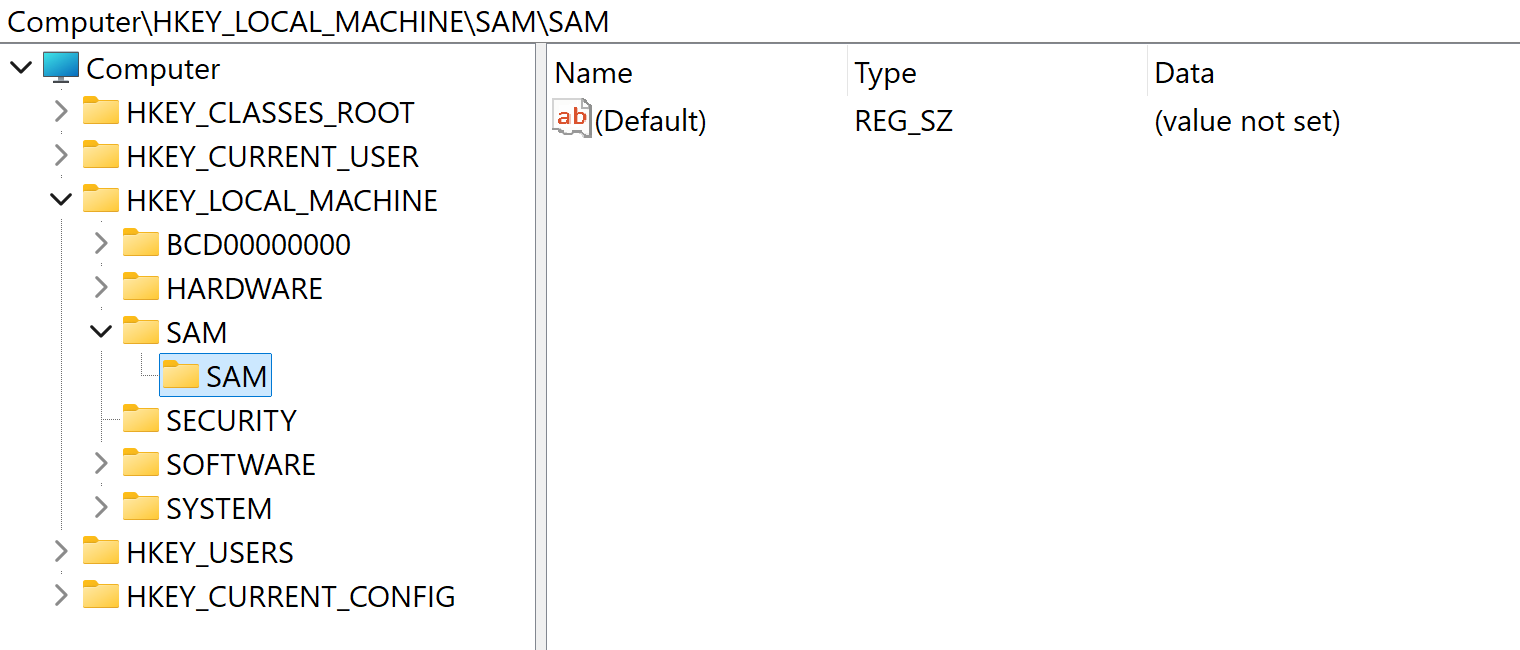 Computer\HKEY_LOCAL_MACHINE\SAM\SAM
Computer
HKEY_CLASSES_ROOT
HKEY_CURRENT_USER
HKEY_LOCAL_MACHINE
BCD00000000
HARDWARE
SAM
SAM
SECURITY
SOFTWARE
SYSTEM
HKEY_USERS
HKEY_CURRENT_CONFIG
Name Type Data
ab (Default) REG_SZ (value not set)